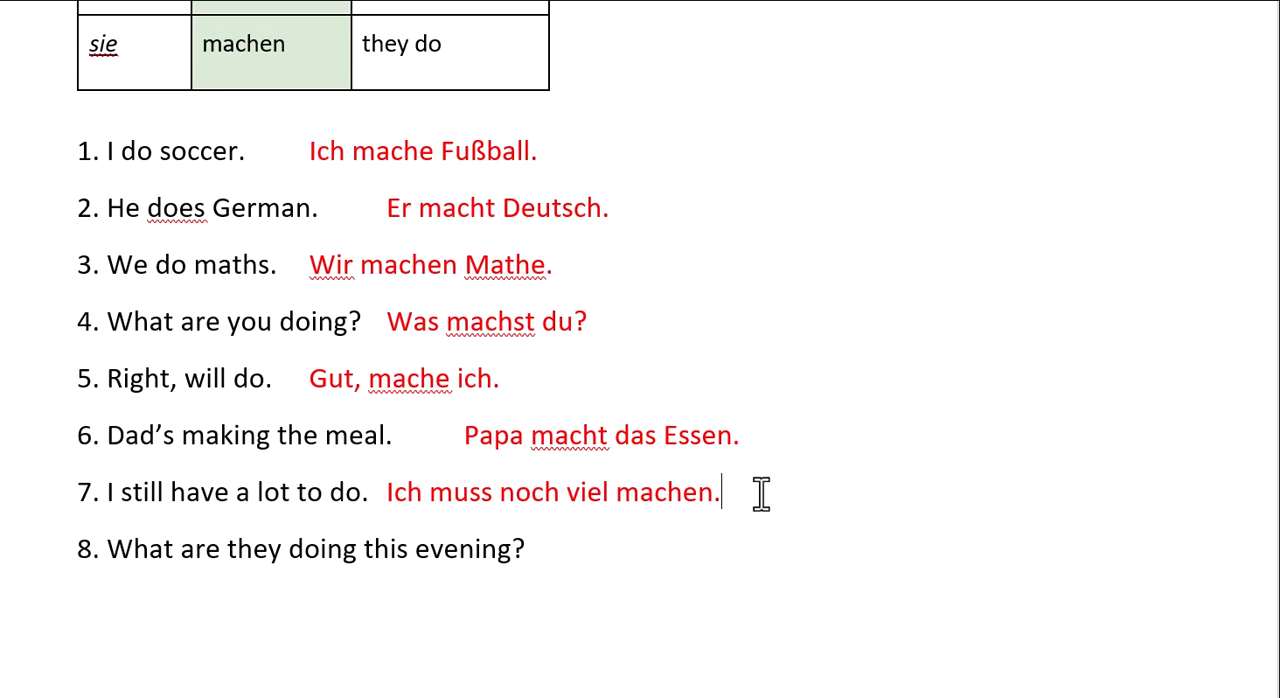 sie machen they do
1. I do soccer. Ich mache Fußball.
2. He does German. Er macht Deutsch.
3. We do maths. Wir machen Mathe.
4. What are you doing? Was machst du?
5. Right, will do. Gut, mache ich.
6. Dad’s making the meal. Papa macht das Essen.
7. I still have a lot to do. Ich muss noch viel machen.
8. What are they doing this evening?